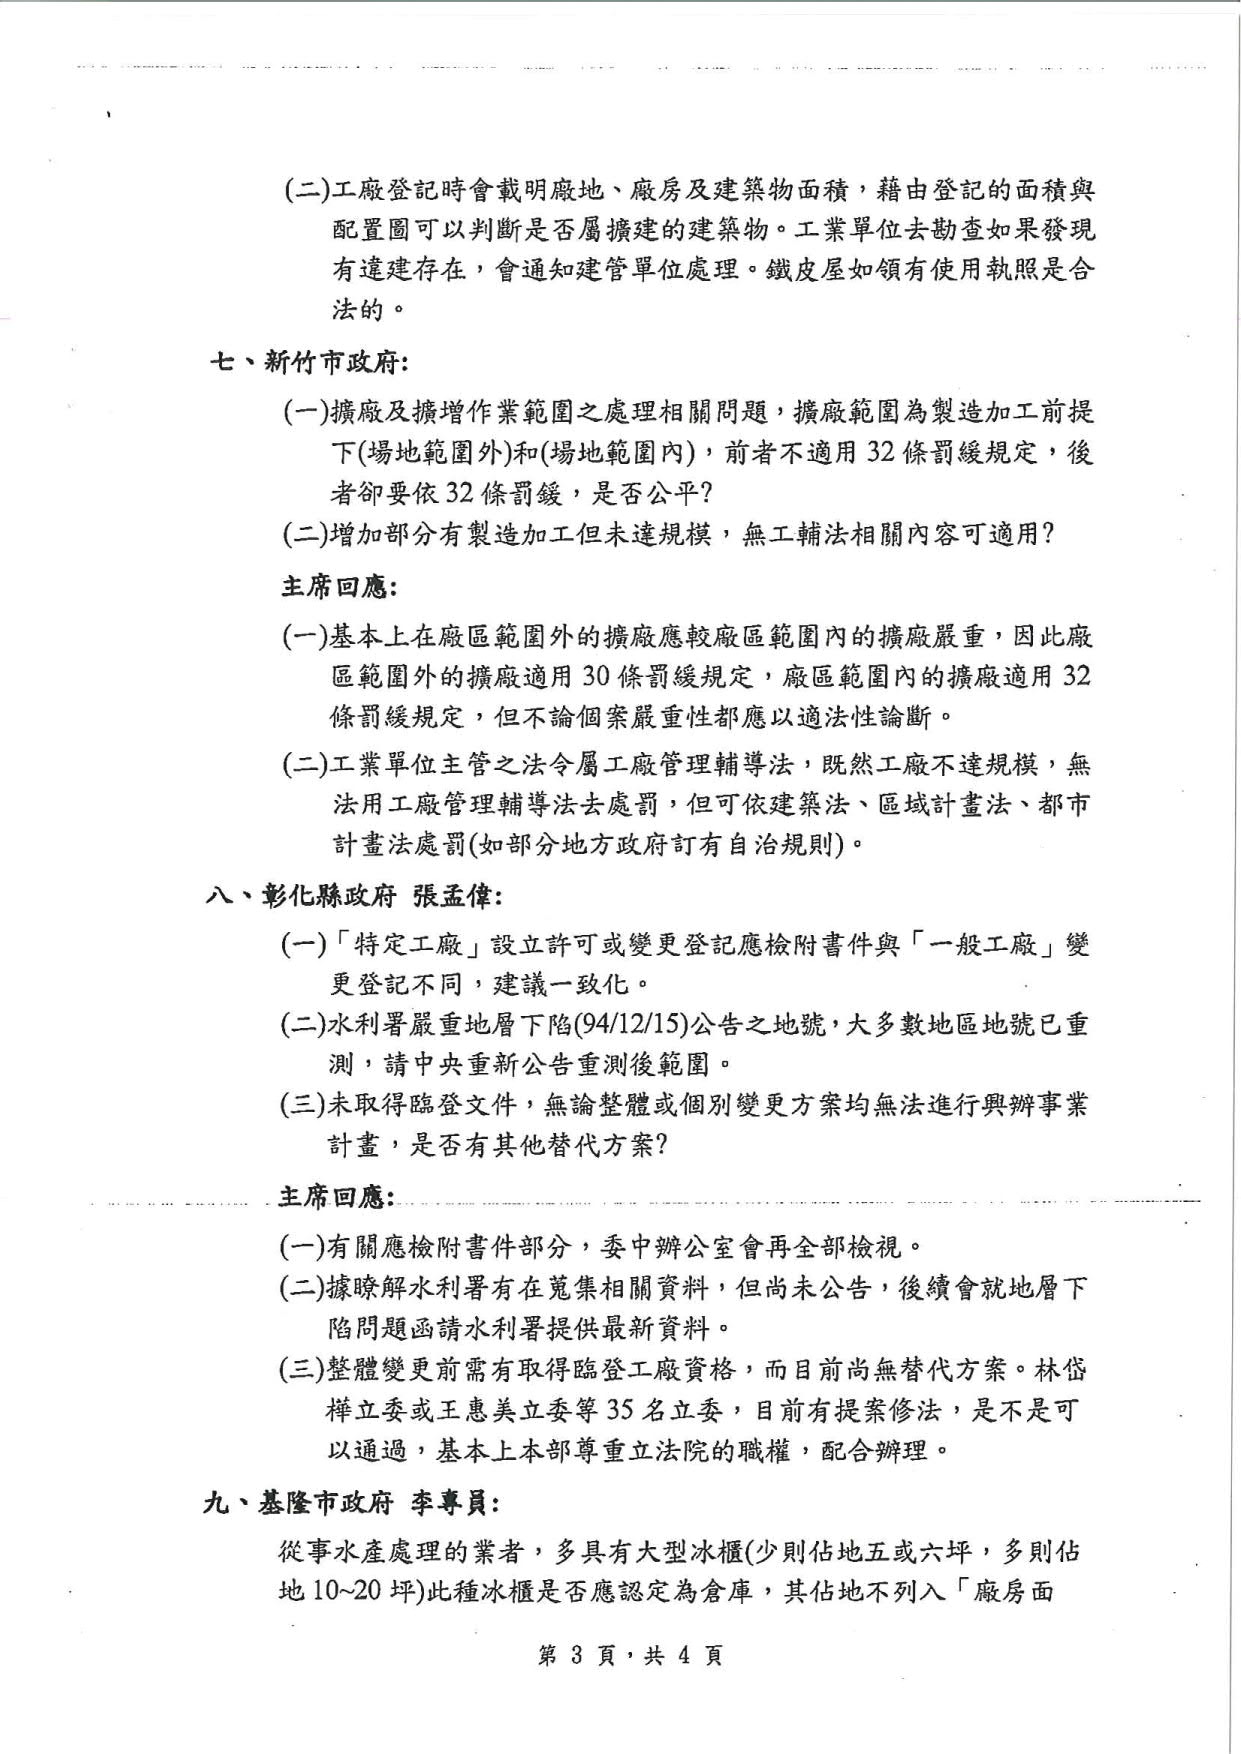 (二)工廠登記時會載明廠地、廠房及建築物面積，藉由登記的面積與
配置圖可以判斷是否屬擴建的建築物。工業單位去勘查如果發現
有違建存在，會通知建管單位處理。鐵皮屋如領有使用執照是合
法的。
七、新竹市政府:
(一)擴廠及擴增作業範圍之處理相關問題，擴廠範圍為製造加工前提
下(場地範圍外)和(場地範圍內)，前者不適用 32 條罰緩規定，後
者卻要依 32 條罰鍰，是否公平?
(二)增加部分有製造加工但未達規模，無工輔法相關內容可適用?
主席回應:
(一)基本上在廠區範圍外的擴廠應較廠區範圍內的擴廠嚴重，因此廠
區範圍外的擴廠適用 30 條罰緩規定，廠區範圍內的擴廠適用 32
條罰緩規定，但不論個案嚴重性都應以適法性論斷。
(二)工業單位主管之法令屬工廠管理輔導法，既然工廠不達規模，無
法用工廠管理輔導法去處罰，但可依建築法、區域計畫法、都市
計畫法處罰(如部分地方政府訂有自治規則)。
八、彰化縣政府 張孟偉:
(一)「特定工廠」設立許可或變更登記應檢附書件與「一般工廠」變
更登記不同，建議一致化。
(二)水利署嚴重地層下陷(94/12/15)公告之地號，大多數地區地號已重
測，請中央重新公告重測後範圍。
(三)未取得臨登文件，無論整體或個別變更方案均無法進行興辦事業
計畫，是否有其他替代方案?
主席回應:
(一)有關應檢附書件部分，委中辦公室會再全部檢視。
(二)據瞭解水利署有在蒐集相關資料，但尚未公告，後續會就地層下
陷問題函請水利署提供最新資料。
(三)整體變更前需有取得臨登工廠資格，而目前尚無替代方案。林岱
樺立委或王惠美立委等 35 名立委，目前有提案修法，是不是可
以通過，基本上本部尊重立法院的職權，配合辦理。
九、基隆市政府 李專員:
從事水產處理的業者，多具有大型冰櫃(少則佔地五或六坪，多則佔
地 10~20 坪)此種冰櫃是否應認定為倉庫，其佔地不列入「廠房面
第 3 頁，共 4 頁